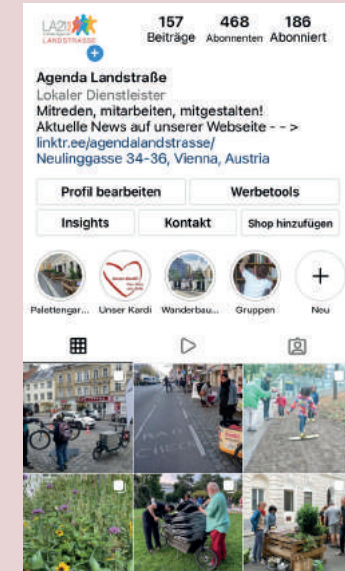 LA21
LANDSTRASSE
157 468 186
Beiträge Abonnenten Abonniert
Agenda Landstraße
Lokaler Dienstleister
Mitreden, mitarbeiten, mitgestalten!
Aktuelle News auf unserer Webseite - - >
linktr.ee/agendalandstrasse/
Neulinggasse 34-36, Vienna, Austria
Profil bearbeiten Werbetools
Insights Kontakt Shop hinzufügen
Palettengar... Unser Kardi Wanderbau... Gruppen Neu
RAD
CHECK